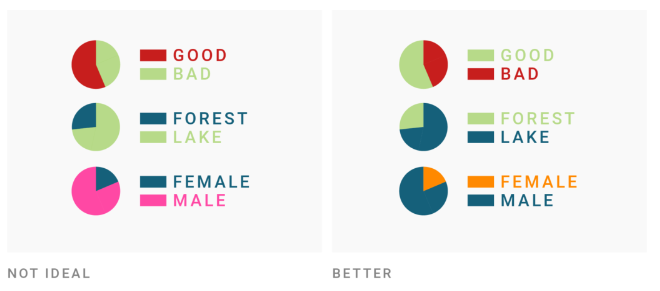 GOOD
BAD
FOREST
LAKE
FEMALE
MALE
NOT IDEAL
GOOD
BAD
FOREST
LAKE
FEMALE
MALE
BETTER